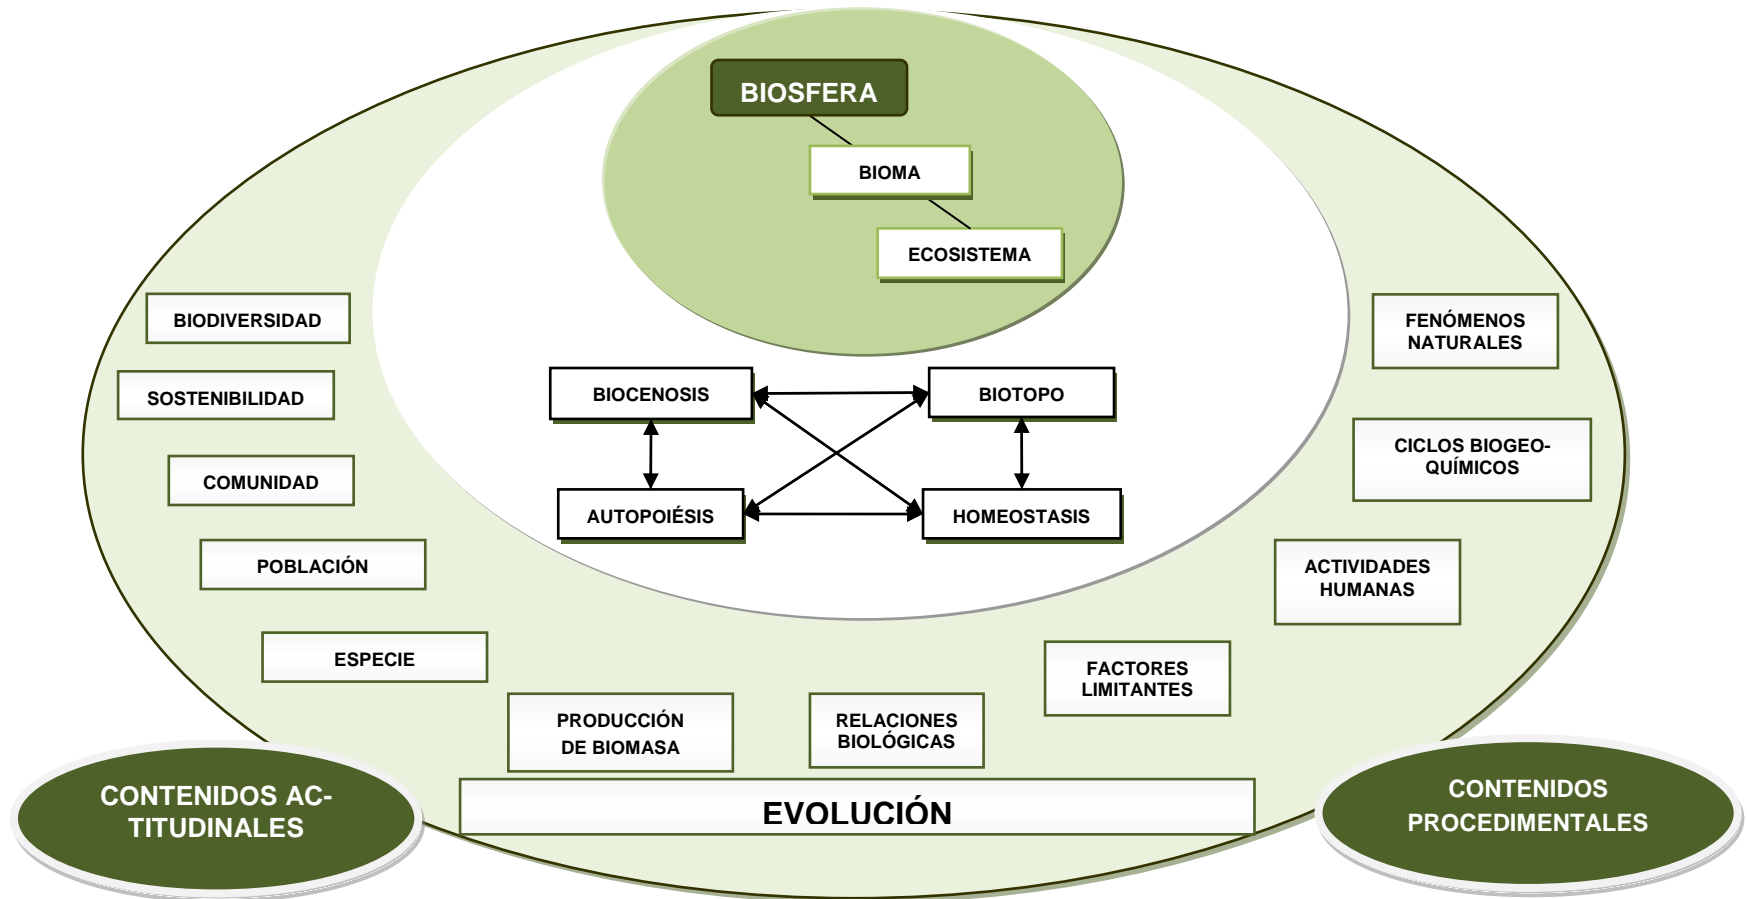 BIOSFERA
BIOMA
ECOSISTEMA
BIODIVERSIDAD
SOSTENIBILIDAD
COMUNIDAD
POBLACIÓN
ESPECIE
BIOCENOSIS
BIOTOPO
AUTOPOIÉSIS
HOMEOSTASIS
FENÓMENOS
NATURALES
CICLOS BIOGEO-
QUÍMICOS
ACTIVIDADES
HUMANAS
FACTORES
LIMITANTES
PRODUCCIÓN
DE BIOMASA
RELACIONES
BIOLÓGICAS
EVOLUCIÓN
CONTENIDOS AC-
TITUDINALES
CONTENIDOS
PROCEDIMENTALES